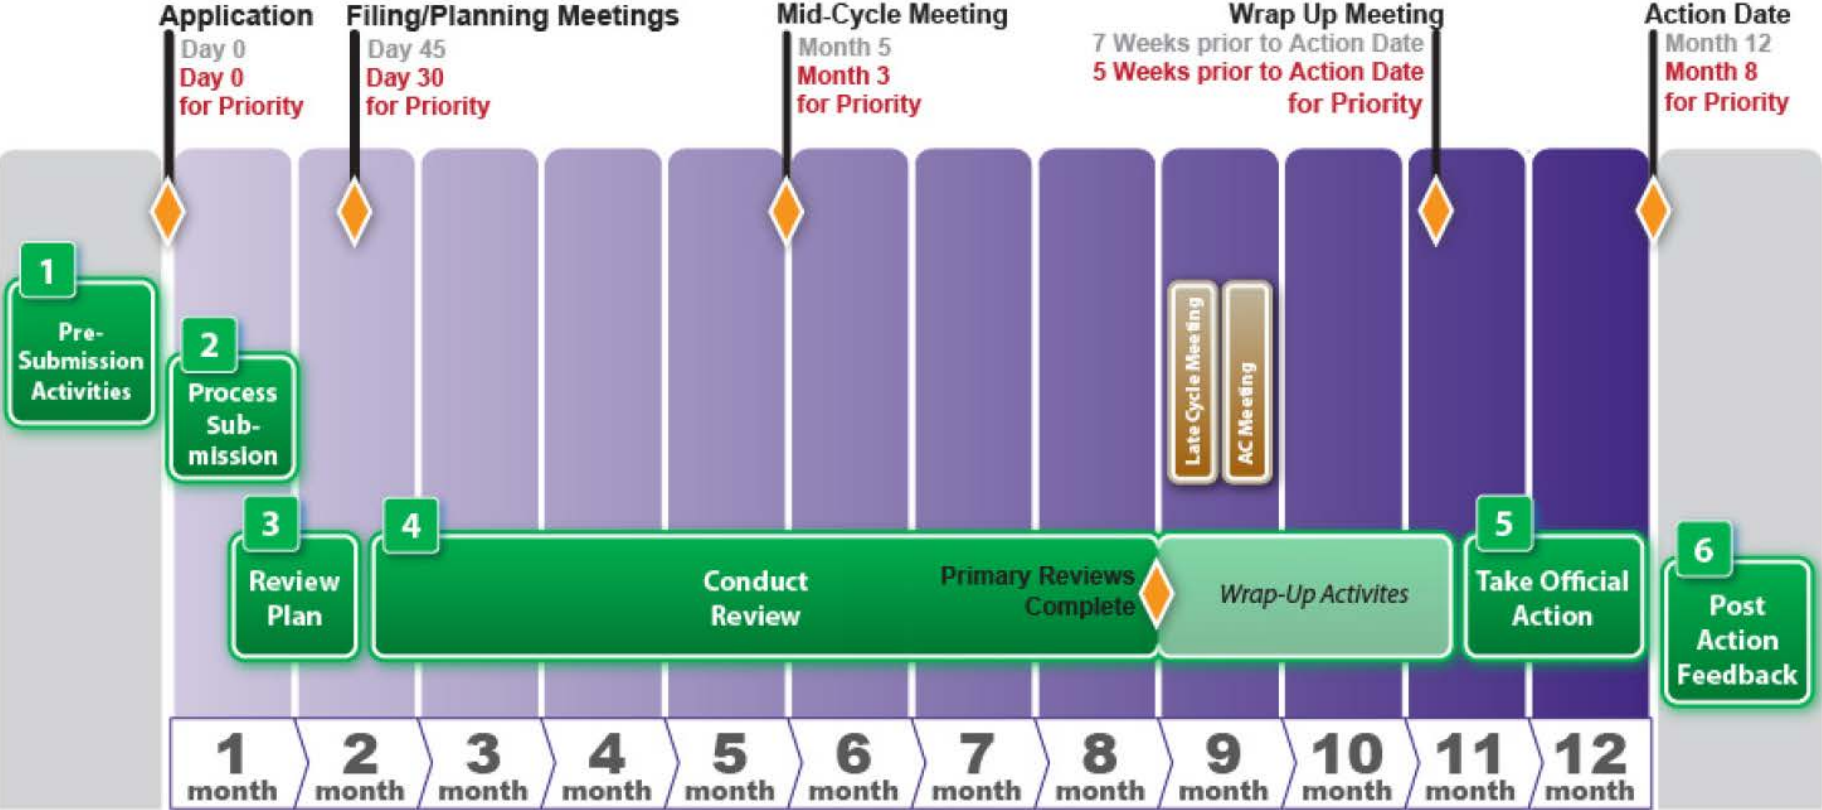 Application
Day 0
Day 0
for Priority
Filing/Planning Meetings
Day 45
Day 30
for Priority
Mid-Cycle Meeting
Month 5
Month 3
for Priority
Wrap Up Meeting
7 Weeks prior to Action Date
5 Weeks prior to Action Date
for Priority
Action Date
Month 12
Month 8
for Priority
1
Pre-
Submission
Activities
2
Process
Sub-
mission
Late Cycle Meeting
AC Meeting
3
Review
Plan
4
Conduct
Review
Primary Reviews
Complete
Wrap-Up Activites
5
Take Official
Action
6
Post
Action
Feedback
1
month
2
month
3
month
4
month
5
month
6
month
7
month
8
month
9
month
10
month
11
month
12
month